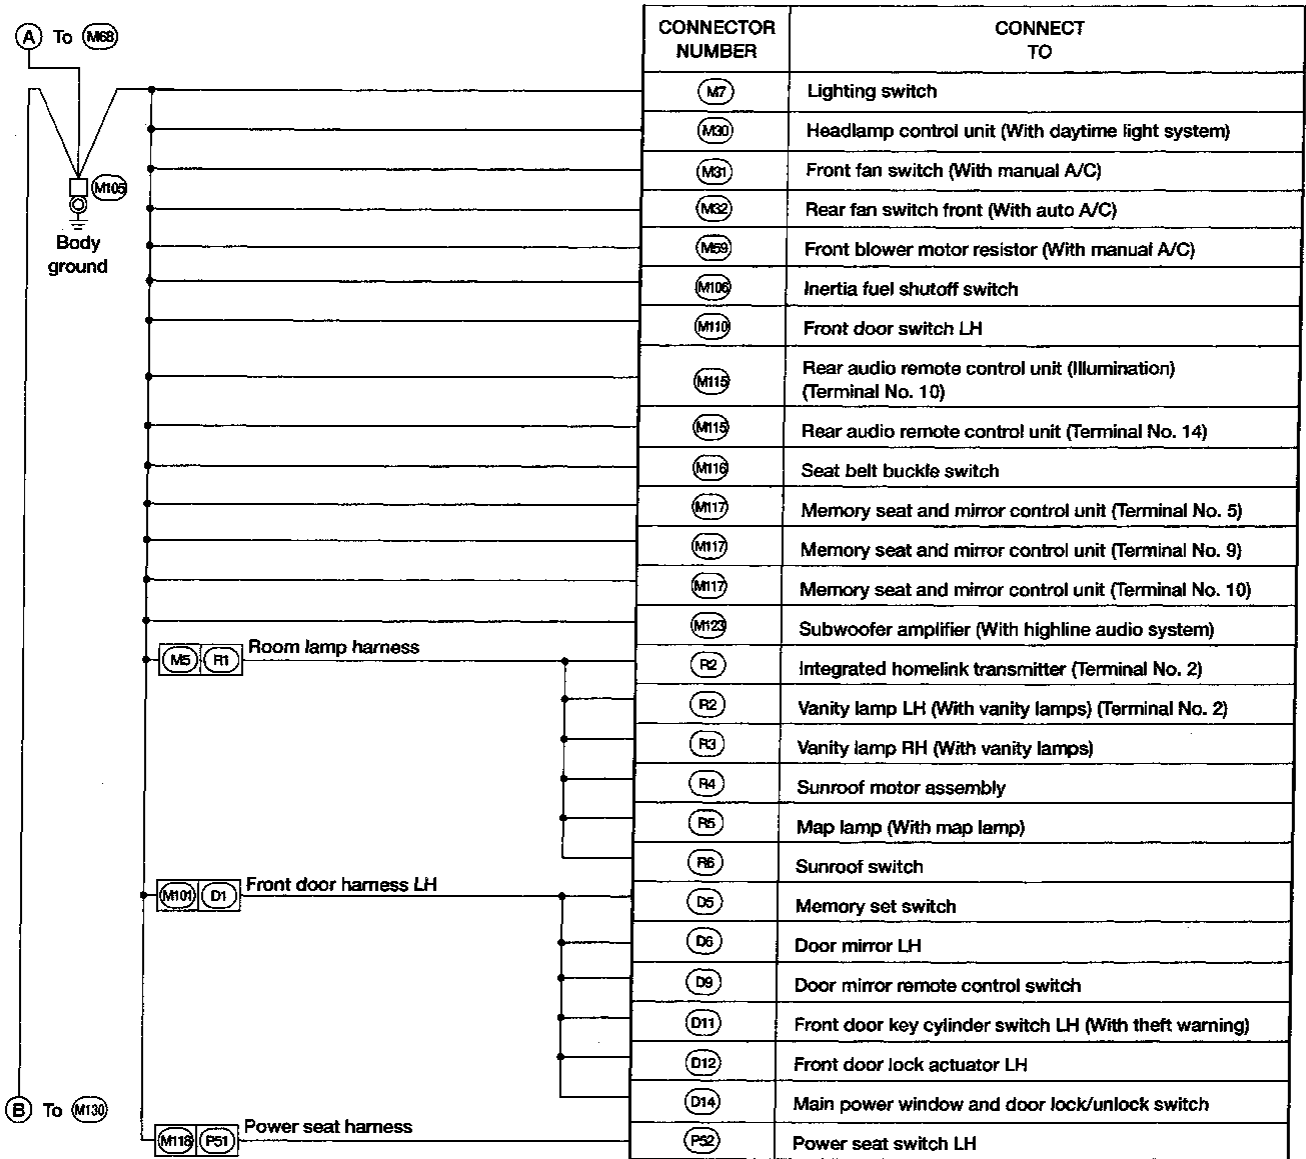 CONNECTOR NUMBER CONNECT TO
A To M68
M7 Lighting switch
M30 Headlamp control unit (With daytime light system)
M31 Front fan switch (With manual A/C)
M105
M32 Rear fan switch front (With auto A/C)
Body ground
M59 Front blower motor resistor (With manual A/C)
M106 Inertia fuel shutoff switch
M110 Front door switch LH
M115 Rear audio remote control unit (Illumination)
(Terminal No. 10)
M115 Rear audio remote control unit (Terminal No. 14)
M116 Seat belt buckle switch
M117 Memory seat and mirror control unit (Terminal No. 5)
M117 Memory seat and mirror control unit (Terminal No. 9)
M117 Memory seat and mirror control unit (Terminal No. 10)
M123 Subwoofer amplifier (With highline audio system)
M5 R1 Room lamp harness
R2 Integrated homelink transmitter (Terminal No. 2)
R2 Vanity lamp LH (With vanity lamps) (Terminal No. 2)
R3 Vanity lamp RH (With vanity lamps)
R4 Sunroof motor assembly
R5 Map lamp (With map lamp)
R6 Sunroof switch
M101 D1 Front door harness LH
D5 Memory set switch
D6 Door mirror LH
D9 Door mirror remote control switch
D11 Front door key cylinder switch LH (With theft warning)
D12 Front door lock actuator LH
B To M130
D14 Main power window and door lock/unlock switch
M118 P51 Power seat harness
P52 Power seat switch LH